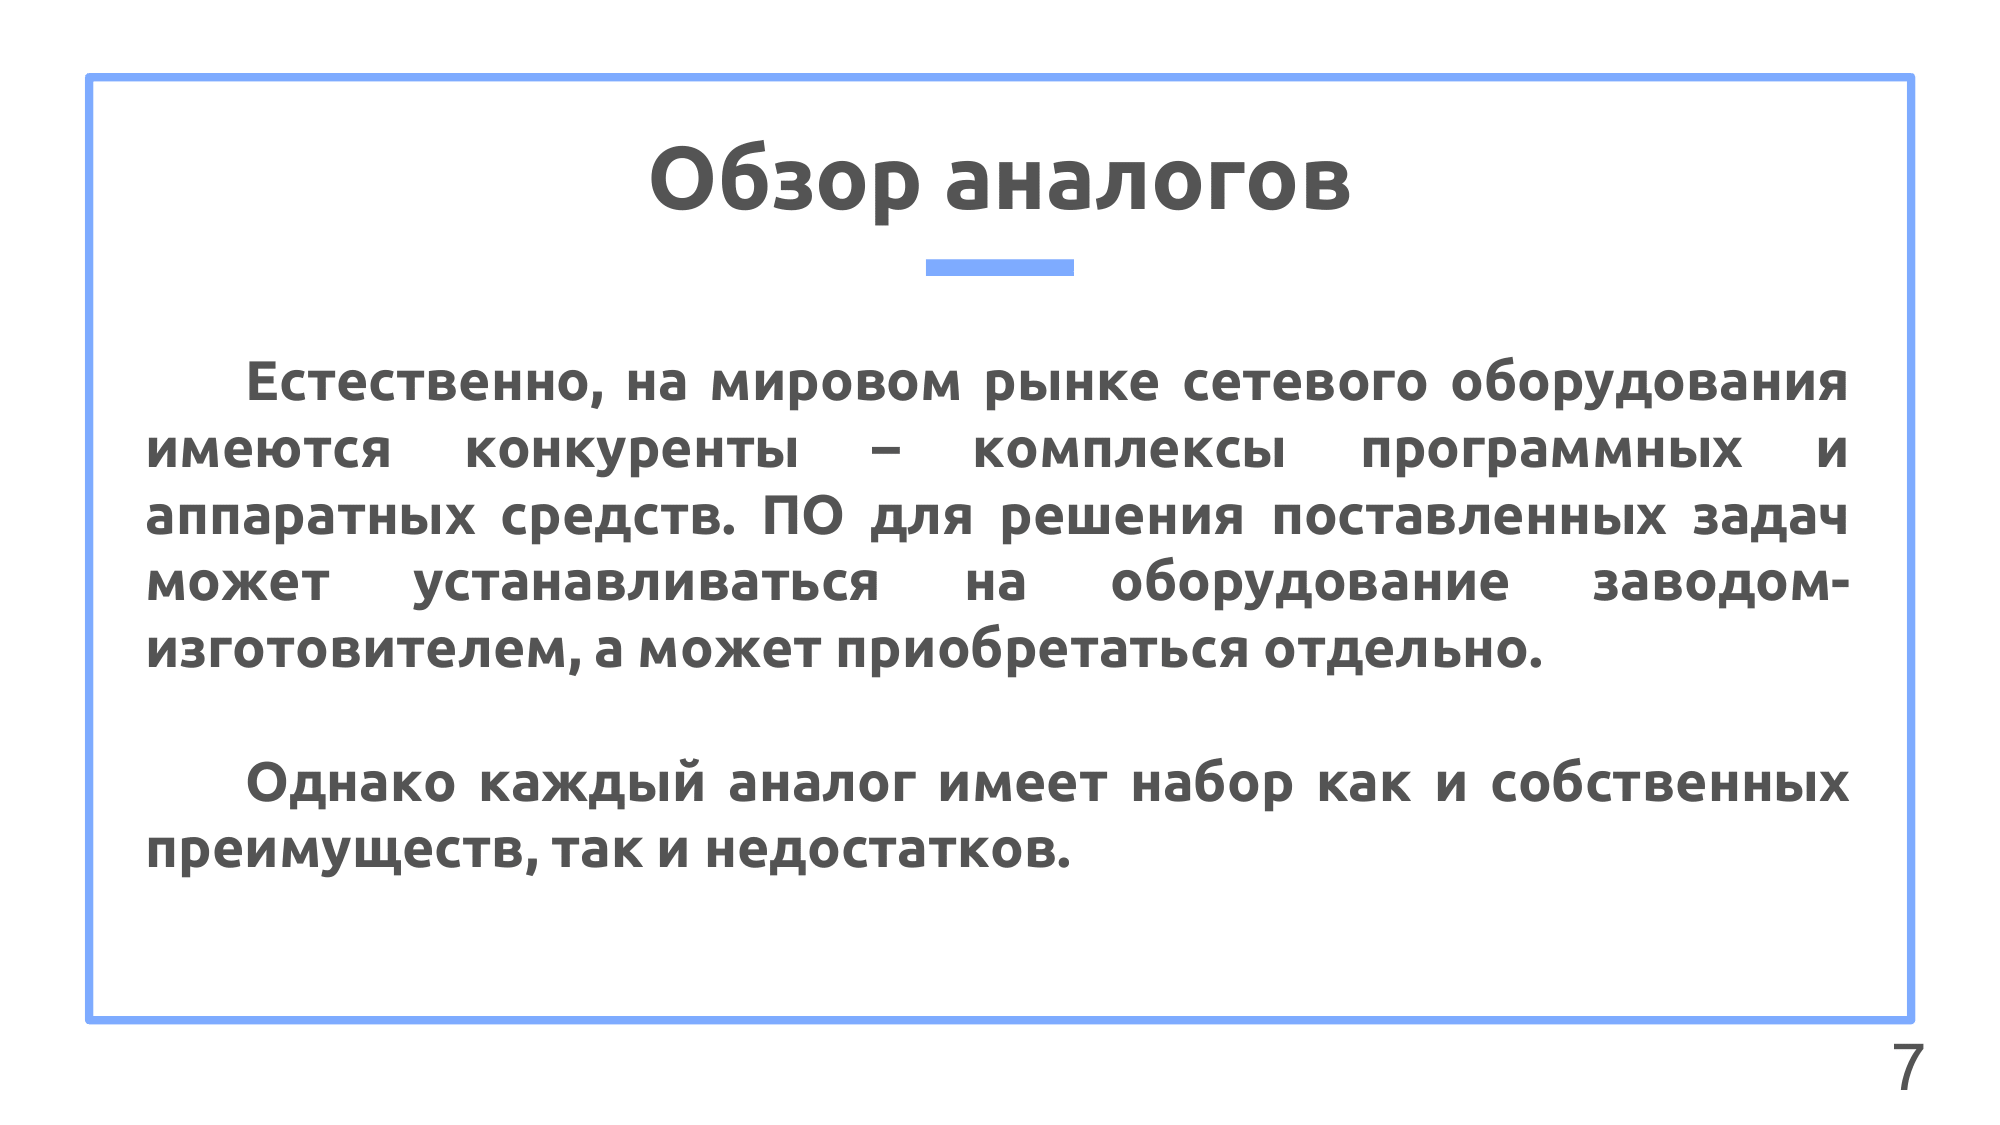 Обзор аналогов
Естественно, на мировом рынке сетевого оборудования
имеются конкуренты – комплексы программных и
аппаратных средств. ПО для решения поставленных задач
может устанавливаться на оборудование заводом-
изготовителем, а может приобретаться отдельно.
Однако каждый аналог имеет набор как и собственных
преимуществ, так и недостатков.
7